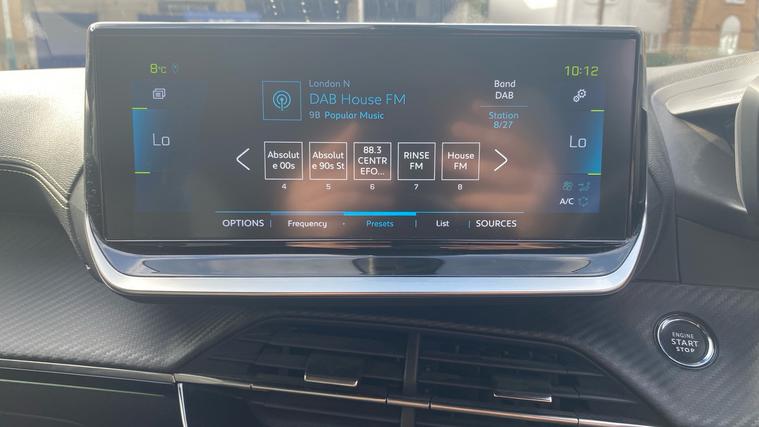 8°C
10:12
London N
DAB House FM
9B Popular Music
Band
DAB
Station
8/27
Lo
Lo
Absolut
e 00s
4
Absolut
e 90s St
5
88.3
CENTR
EFO...
6
RINSE
FM
7
House
FM
8
A/C
OPTIONS
Frequency
Presets
List
SOURCES
ENGINE
START
STOP